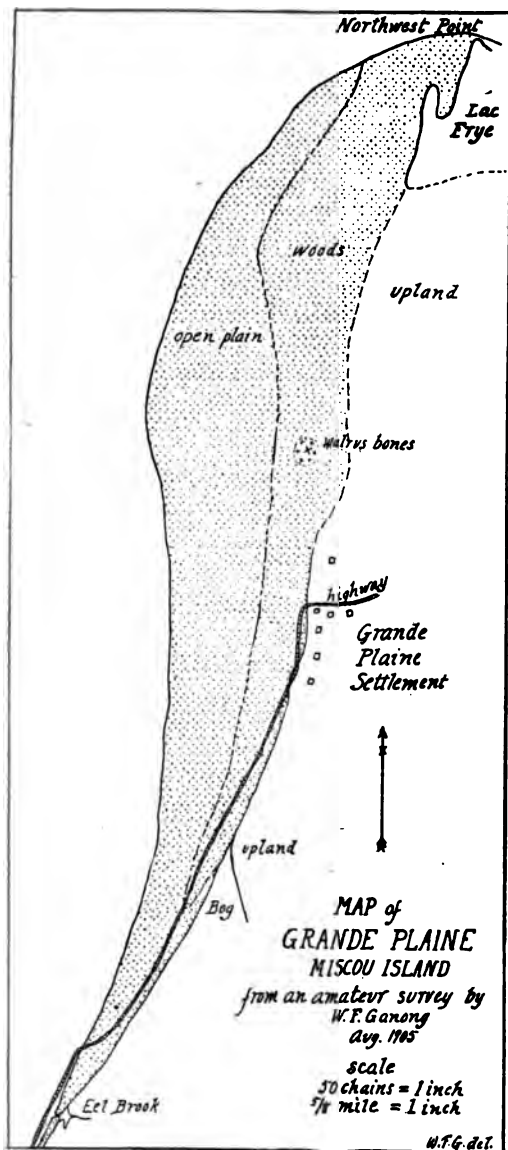 Northwest Point
Lac
Frye
woods
upland
open plain
Walrus bones
highway
Grande
Plaine
Settlement
upland
Bog
MAP of
GRANDE PLAINE
MISCOU ISLAND
from an amateur survey by
W. F. Ganong
Aug. 1905
scale
50 chains = 1 inch
5/8 mile = 1 inch
Eel Brook
W.F.G. del.